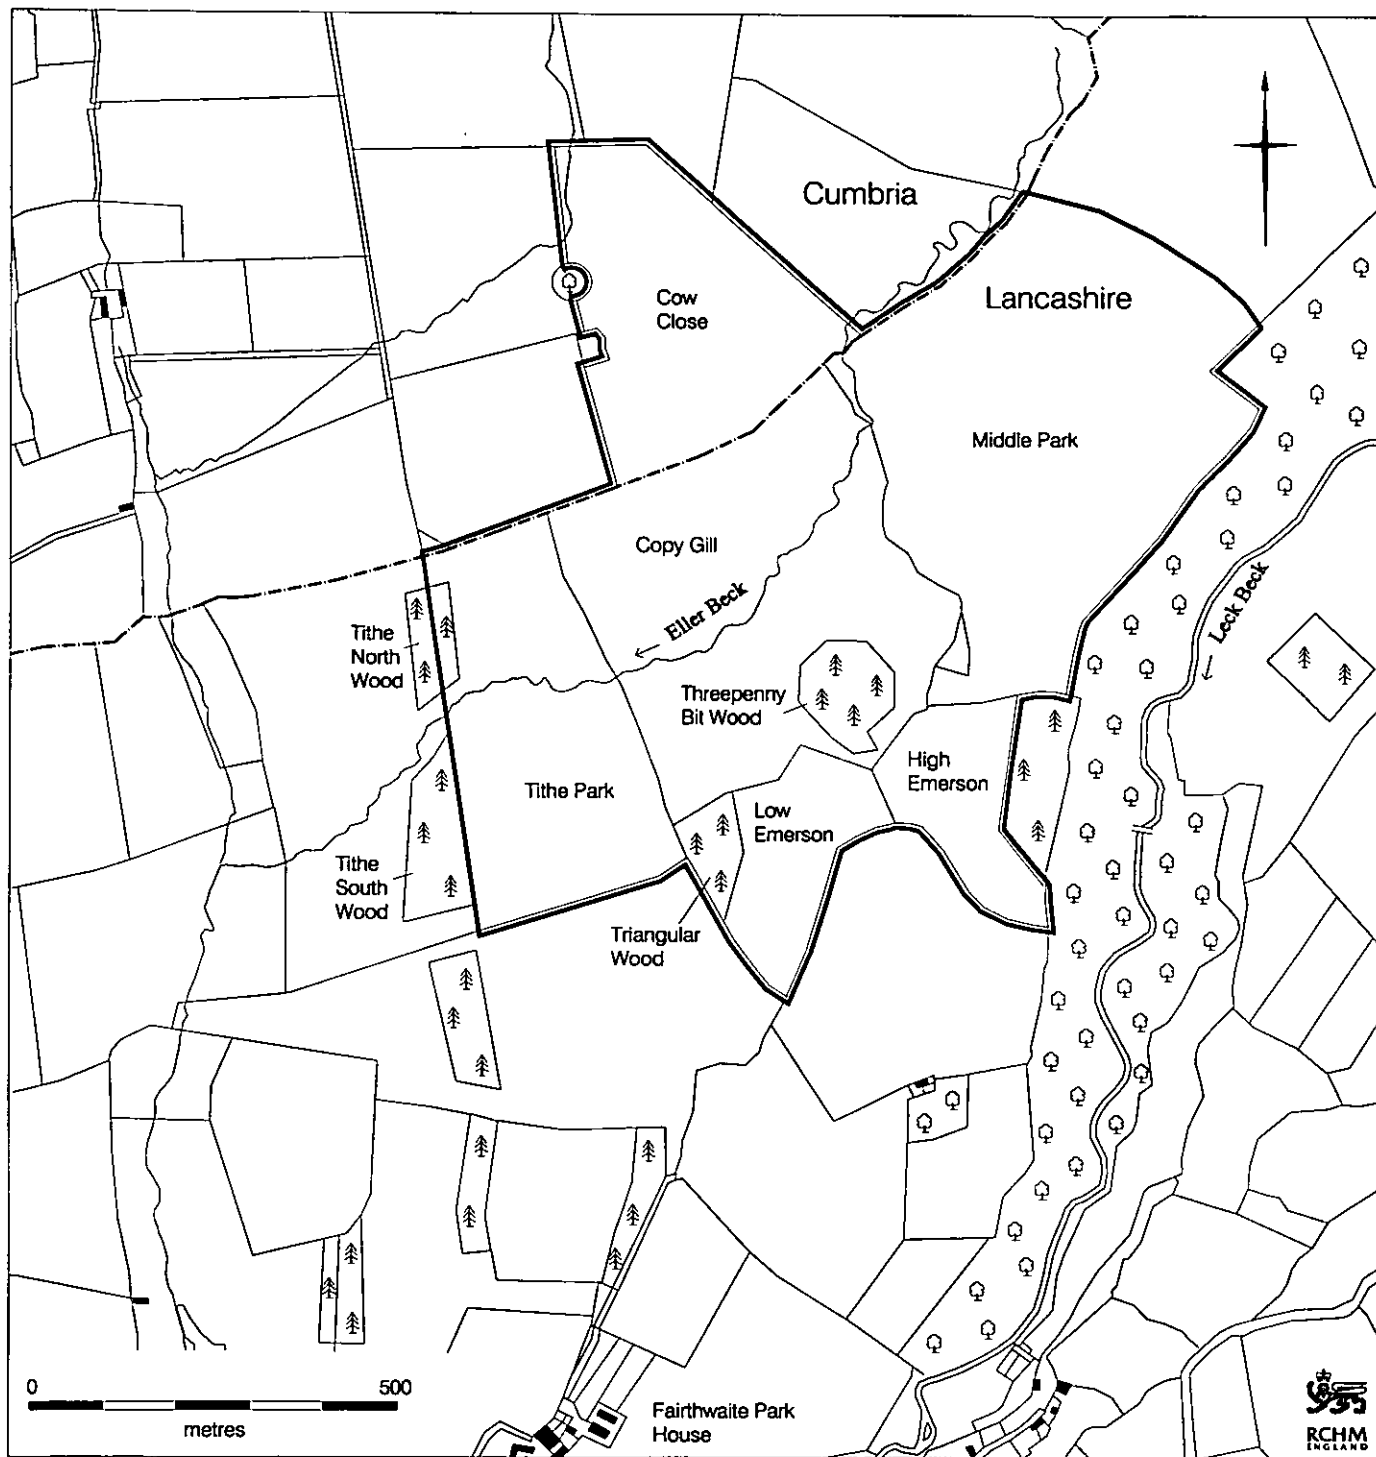 Cumbria
Lancashire
Cow
Close
Middle Park
Copy Gill
Eller Beck
Leck Beck
Tithe
North
Wood
Threepenny
Bit Wood
High
Emerson
Tithe Park
Low
Emerson
Tithe
South
Wood
Triangular
Wood
0 500
metres
Fairthwaite Park
House
RCHM
ENGLAND